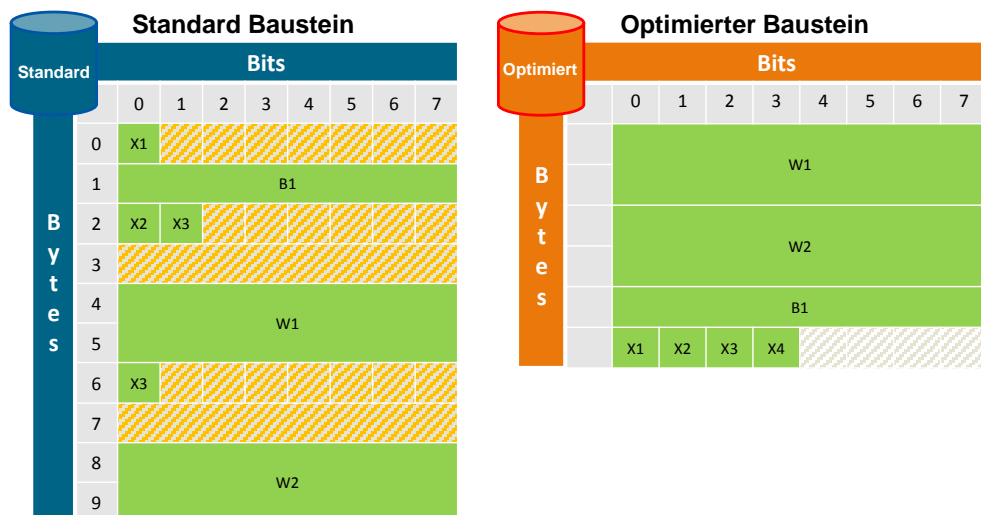 Standard Baustein
Standard
Bits
0 1 2 3 4 5 6 7
Bytes
0 X1
1 B1
2 X2 X3
3
4
W1
5
6 X3
7
8
W2
9
Optimierter Baustein
Optimiert
Bits
0 1 2 3 4 5 6 7
Bytes
W1
W2
B1
X1 X2 X3 X4